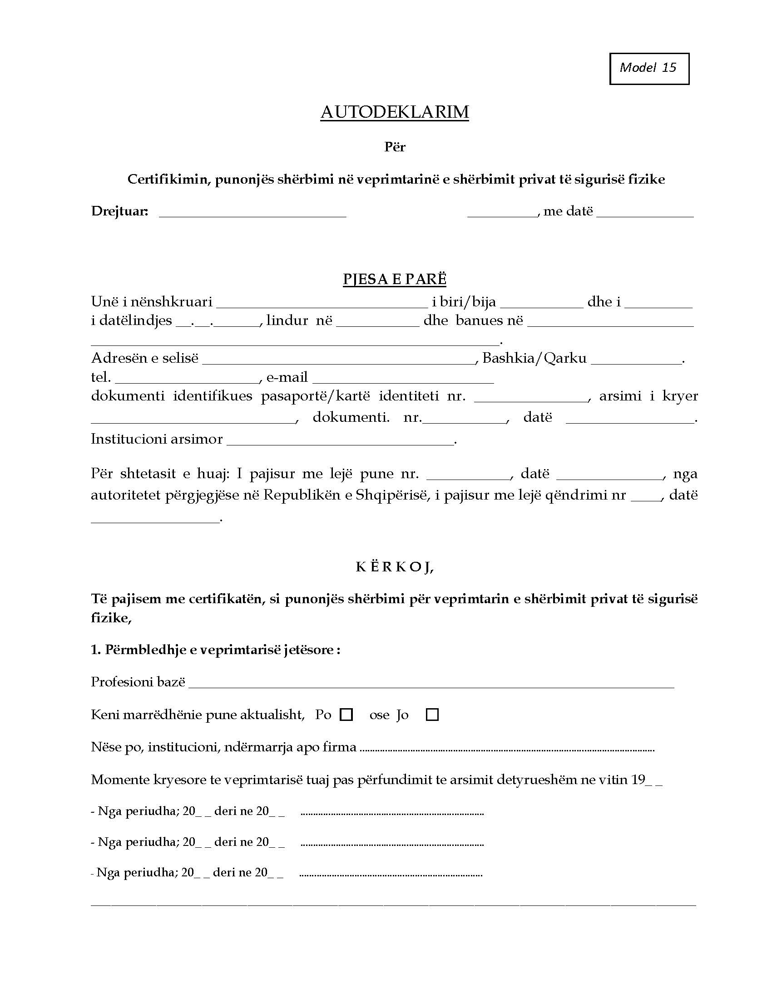 Model 15
AUTODEKLARIM
Për
Certifikimin, punonjës shërbimi në veprimtarinë e shërbimit privat të sigurisë fizike
Drejtuar: ___________________________ __________, me datë ______________
PJESA E PARË
Unë i nënshkruari ____________________________ i biri/bija ___________ dhe i _________
i datëlindjes __.__.______, lindur në ___________ dhe banues në ______________________
______________________________________________________.
Adresën e selisë ____________________________________, Bashkia/Qarku ____________.
tel. ___________________, e-mail ________________________
dokumenti identifikues pasaportë/kartë identiteti nr. _______________, arsimi i kryer
___________________________, dokumenti. nr.___________, datë _________________.
Institucioni arsimor ______________________________.
Për shtetasit e huaj: I pajisur me lejë pune nr. ___________, datë ______________, nga
autoritetet përgjegjëse në Republikën e Shqipërisë, i pajisur me lejë qëndrimi nr ____, datë
_________________.
K Ë R K O J,
Të pajisem me certifikatën, si punonjës shërbimi për veprimtarin e shërbimit privat të sigurisë
fizike,
1. Përmbledhje e veprimtarisë jetësore :
Profesioni bazë ______________________________________________________________________
Keni marrëdhënie pune aktualisht, Po ☐ ose Jo ☐
Nëse po, institucioni, ndërmarrja apo firma ........................................................................................
Momente kryesore te veprimtarisë tuaj pas përfundimit te arsimit detyrueshëm ne vitin 19_ _
- Nga periudha; 20_ _ deri ne 20_ _ ........................................................................
- Nga periudha; 20_ _ deri ne 20_ _ ........................................................................
- Nga periudha; 20_ _ deri ne 20_ _ ........................................................................
________________________________________________________________________________